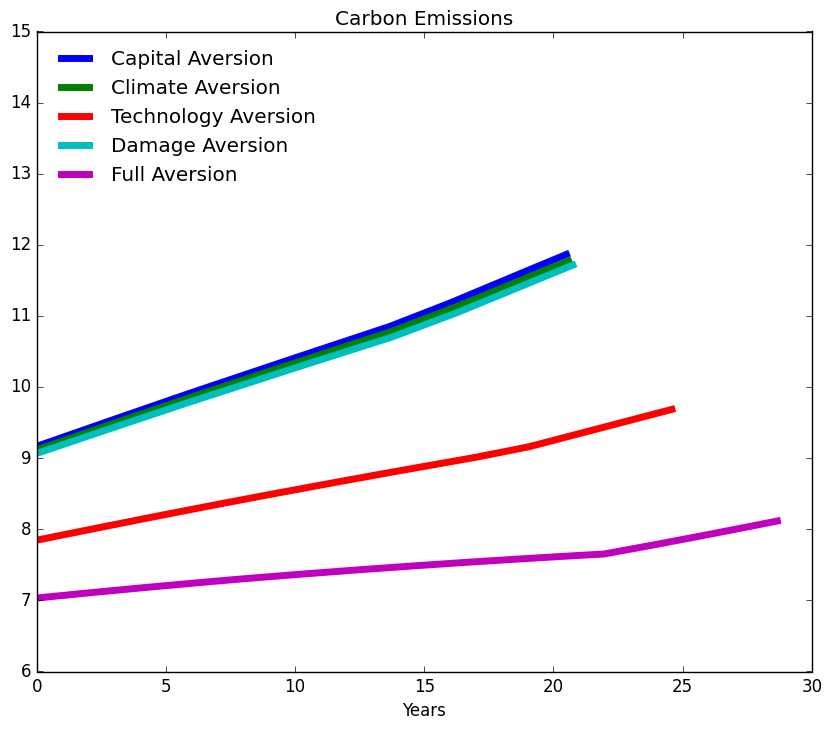 Carbon Emissions
15
14
13
12
11
10
9
8
7
6
Capital Aversion
Climate Aversion
Technology Aversion
Damage Aversion
Full Aversion
0 5 10 15 20 25 30
Years